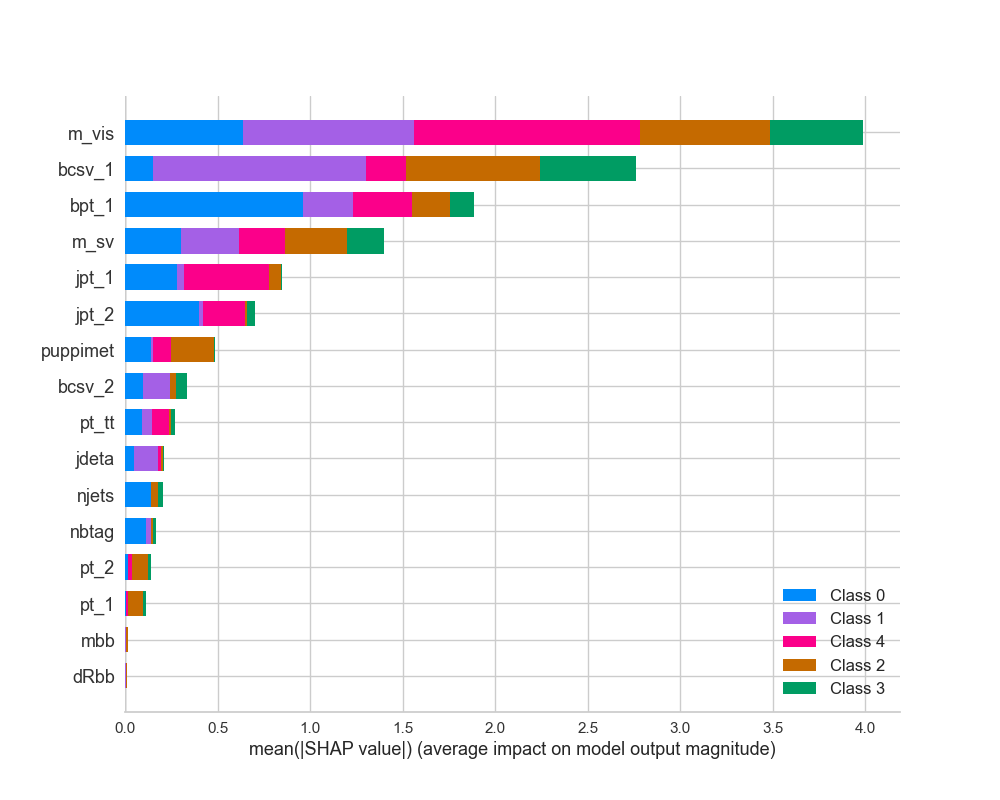 m_vis
bcsv_1
bpt_1
m_sv
jpt_1
jpt_2
puppimet
bcsv_2
pt_tt
jdeta
njets
nbtag
pt_2
pt_1
mbb
dRbb
Class 0
Class 1
Class 4
Class 2
Class 3
0.0 0.5 1.0 1.5 2.0 2.5 3.0 3.5 4.0
mean(|SHAP value|) (average impact on model output magnitude)